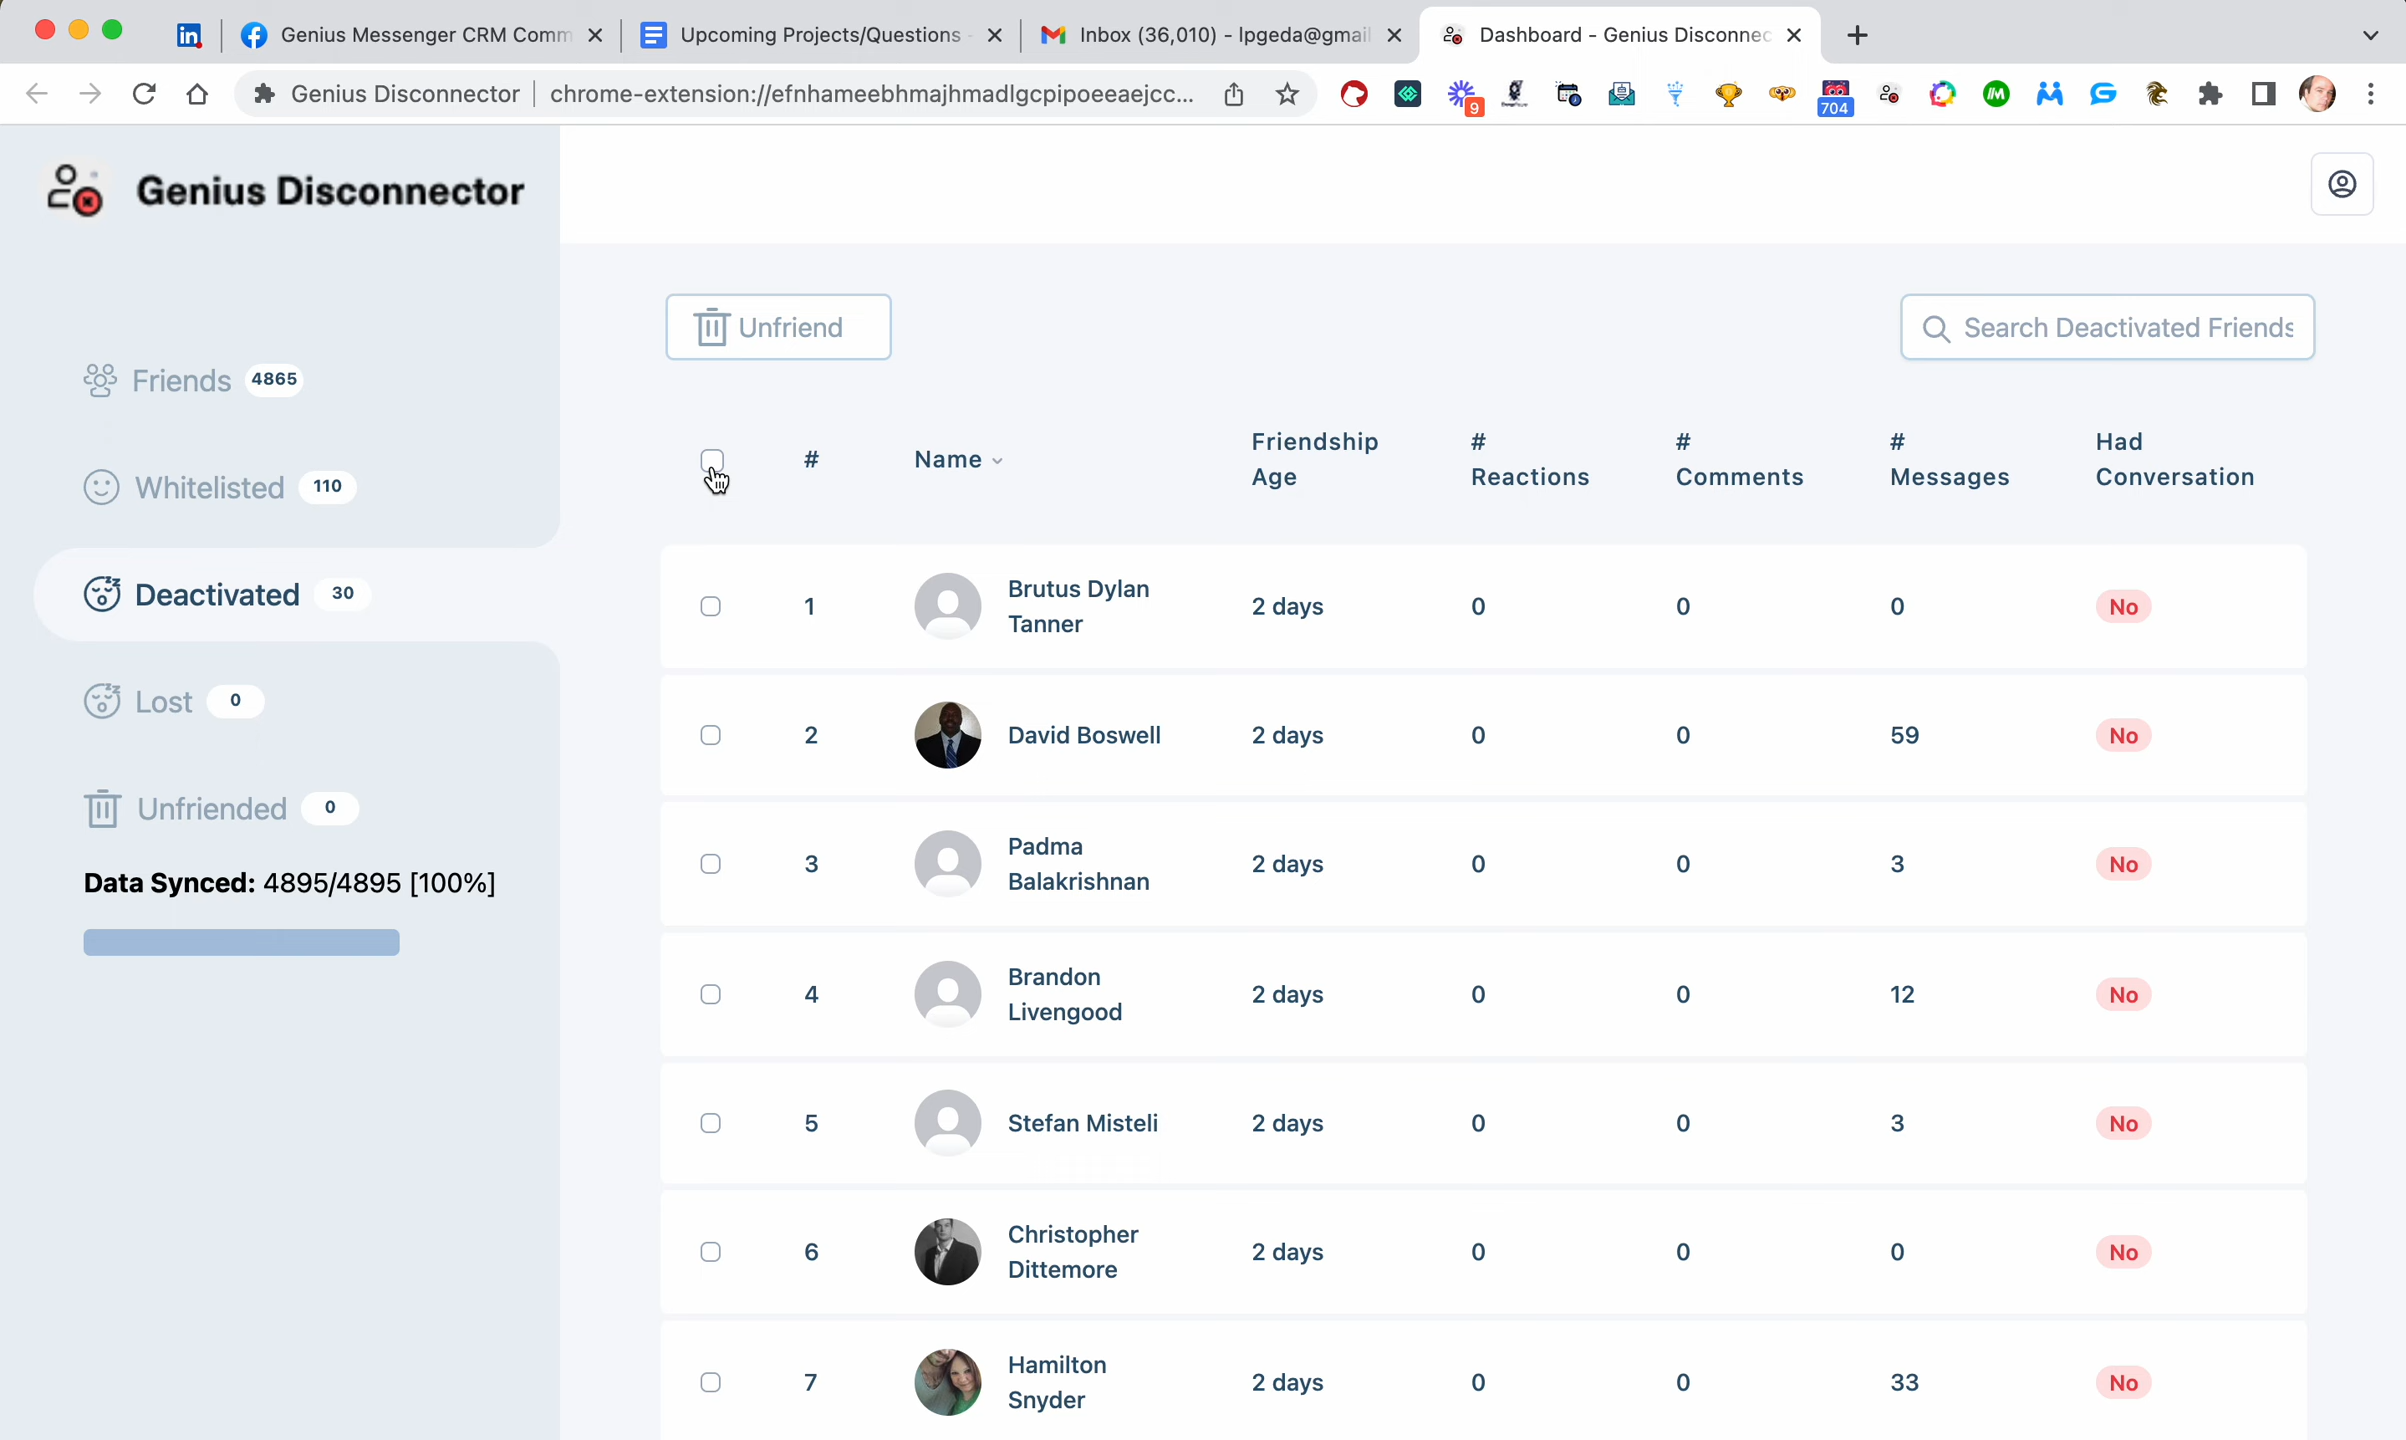 Genius Messenger CRM Comm
Upcoming Projects/Questions -
Inbox (36,010) - lpgeda@gmail
Dashboard - Genius Disconnec
Genius Disconnector
chrome-extension://efnhameebhmajhmadlgcpipoeeaejcc...
9
704
Genius Disconnector
Friends 4865
Whitelisted 110
Deactivated 30
Lost 0
Unfriended 0
Data Synced: 4895/4895 [100%]
Unfriend
Search Deactivated Friends
# Name Friendship Age # Reactions # Comments # Messages Had Conversation
1 Brutus Dylan Tanner 2 days 0 0 0 No
2 David Boswell 2 days 0 0 59 No
3 Padma Balakrishnan 2 days 0 0 3 No
4 Brandon Livengood 2 days 0 0 12 No
5 Stefan Misteli 2 days 0 0 3 No
6 Christopher Dittemore 2 days 0 0 0 No
7 Hamilton Snyder 2 days 0 0 33 No